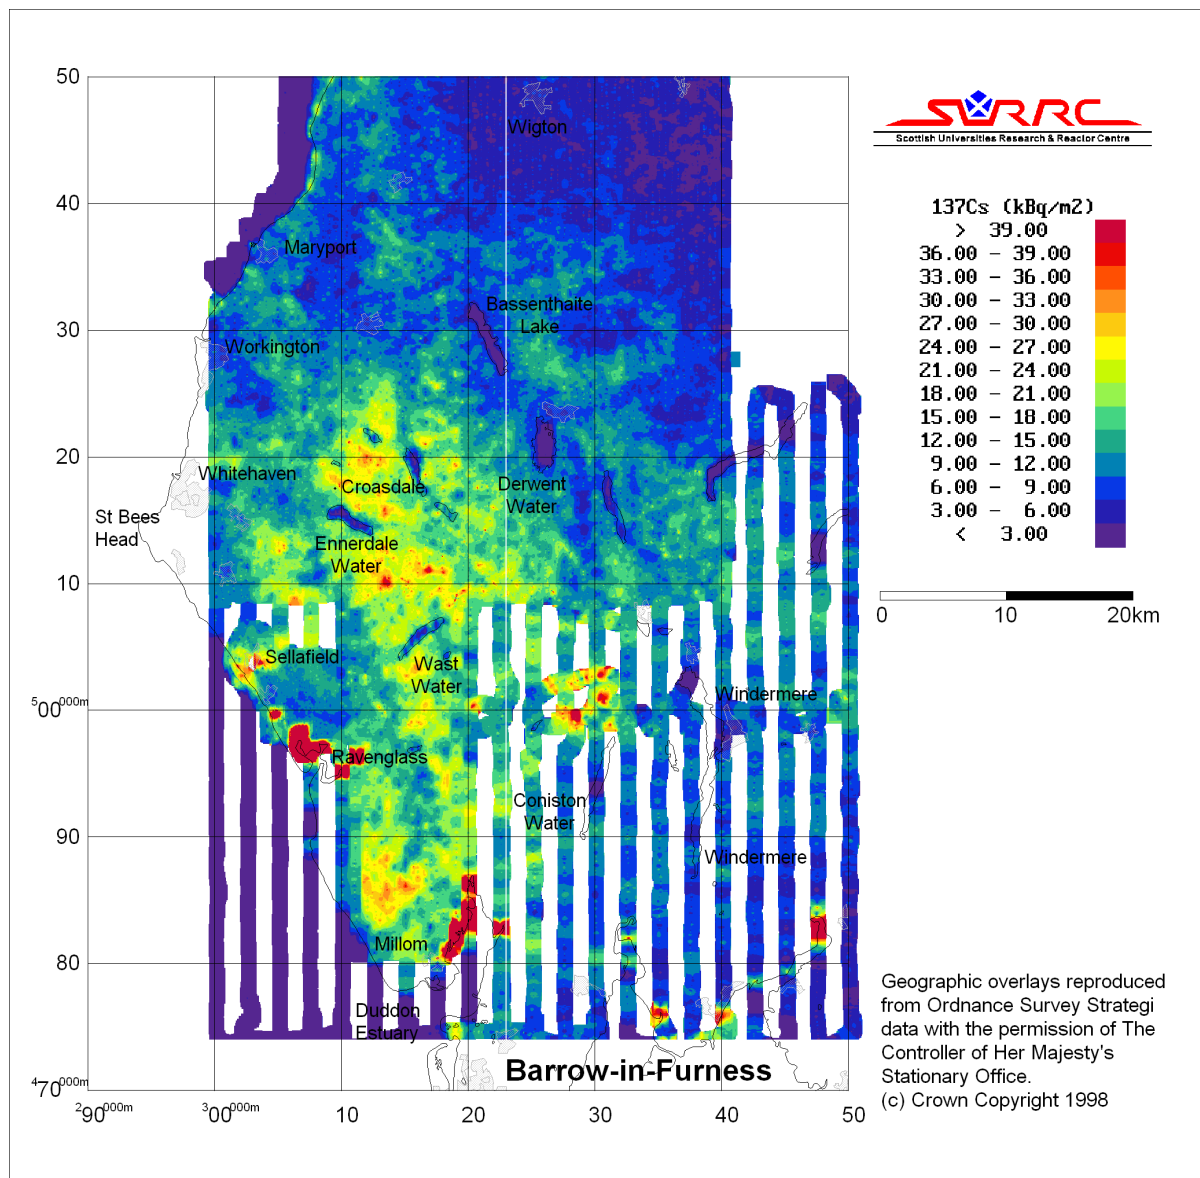 SURRC
Scottish Universities Research & Reactor Centre
137Cs (kBq/m2)
> 39.00
36.00 - 39.00
33.00 - 36.00
30.00 - 33.00
27.00 - 30.00
24.00 - 27.00
21.00 - 24.00
18.00 - 21.00
15.00 - 18.00
12.00 - 15.00
9.00 - 12.00
6.00 - 9.00
3.00 - 6.00
< 3.00
0 10 20km
50
40
30
20
10
500000m
90
80
470000m
290000m 300000m 10 20 30 40 50
Wigton
Maryport
Bassenthaite
Lake
Workington
Whitehaven
Croasdale
Derwent
Water
St Bees
Head
Ennerdale
Water
Sellafield
Wast
Water
Windermere
Ravenglass
Coniston
Water
Windermere
Millom
Duddon
Estuary
Barrow-in-Furness
Geographic overlays reproduced
from Ordnance Survey Strategi
data with the permission of The
Controller of Her Majesty's
Stationary Office.
(c) Crown Copyright 1998